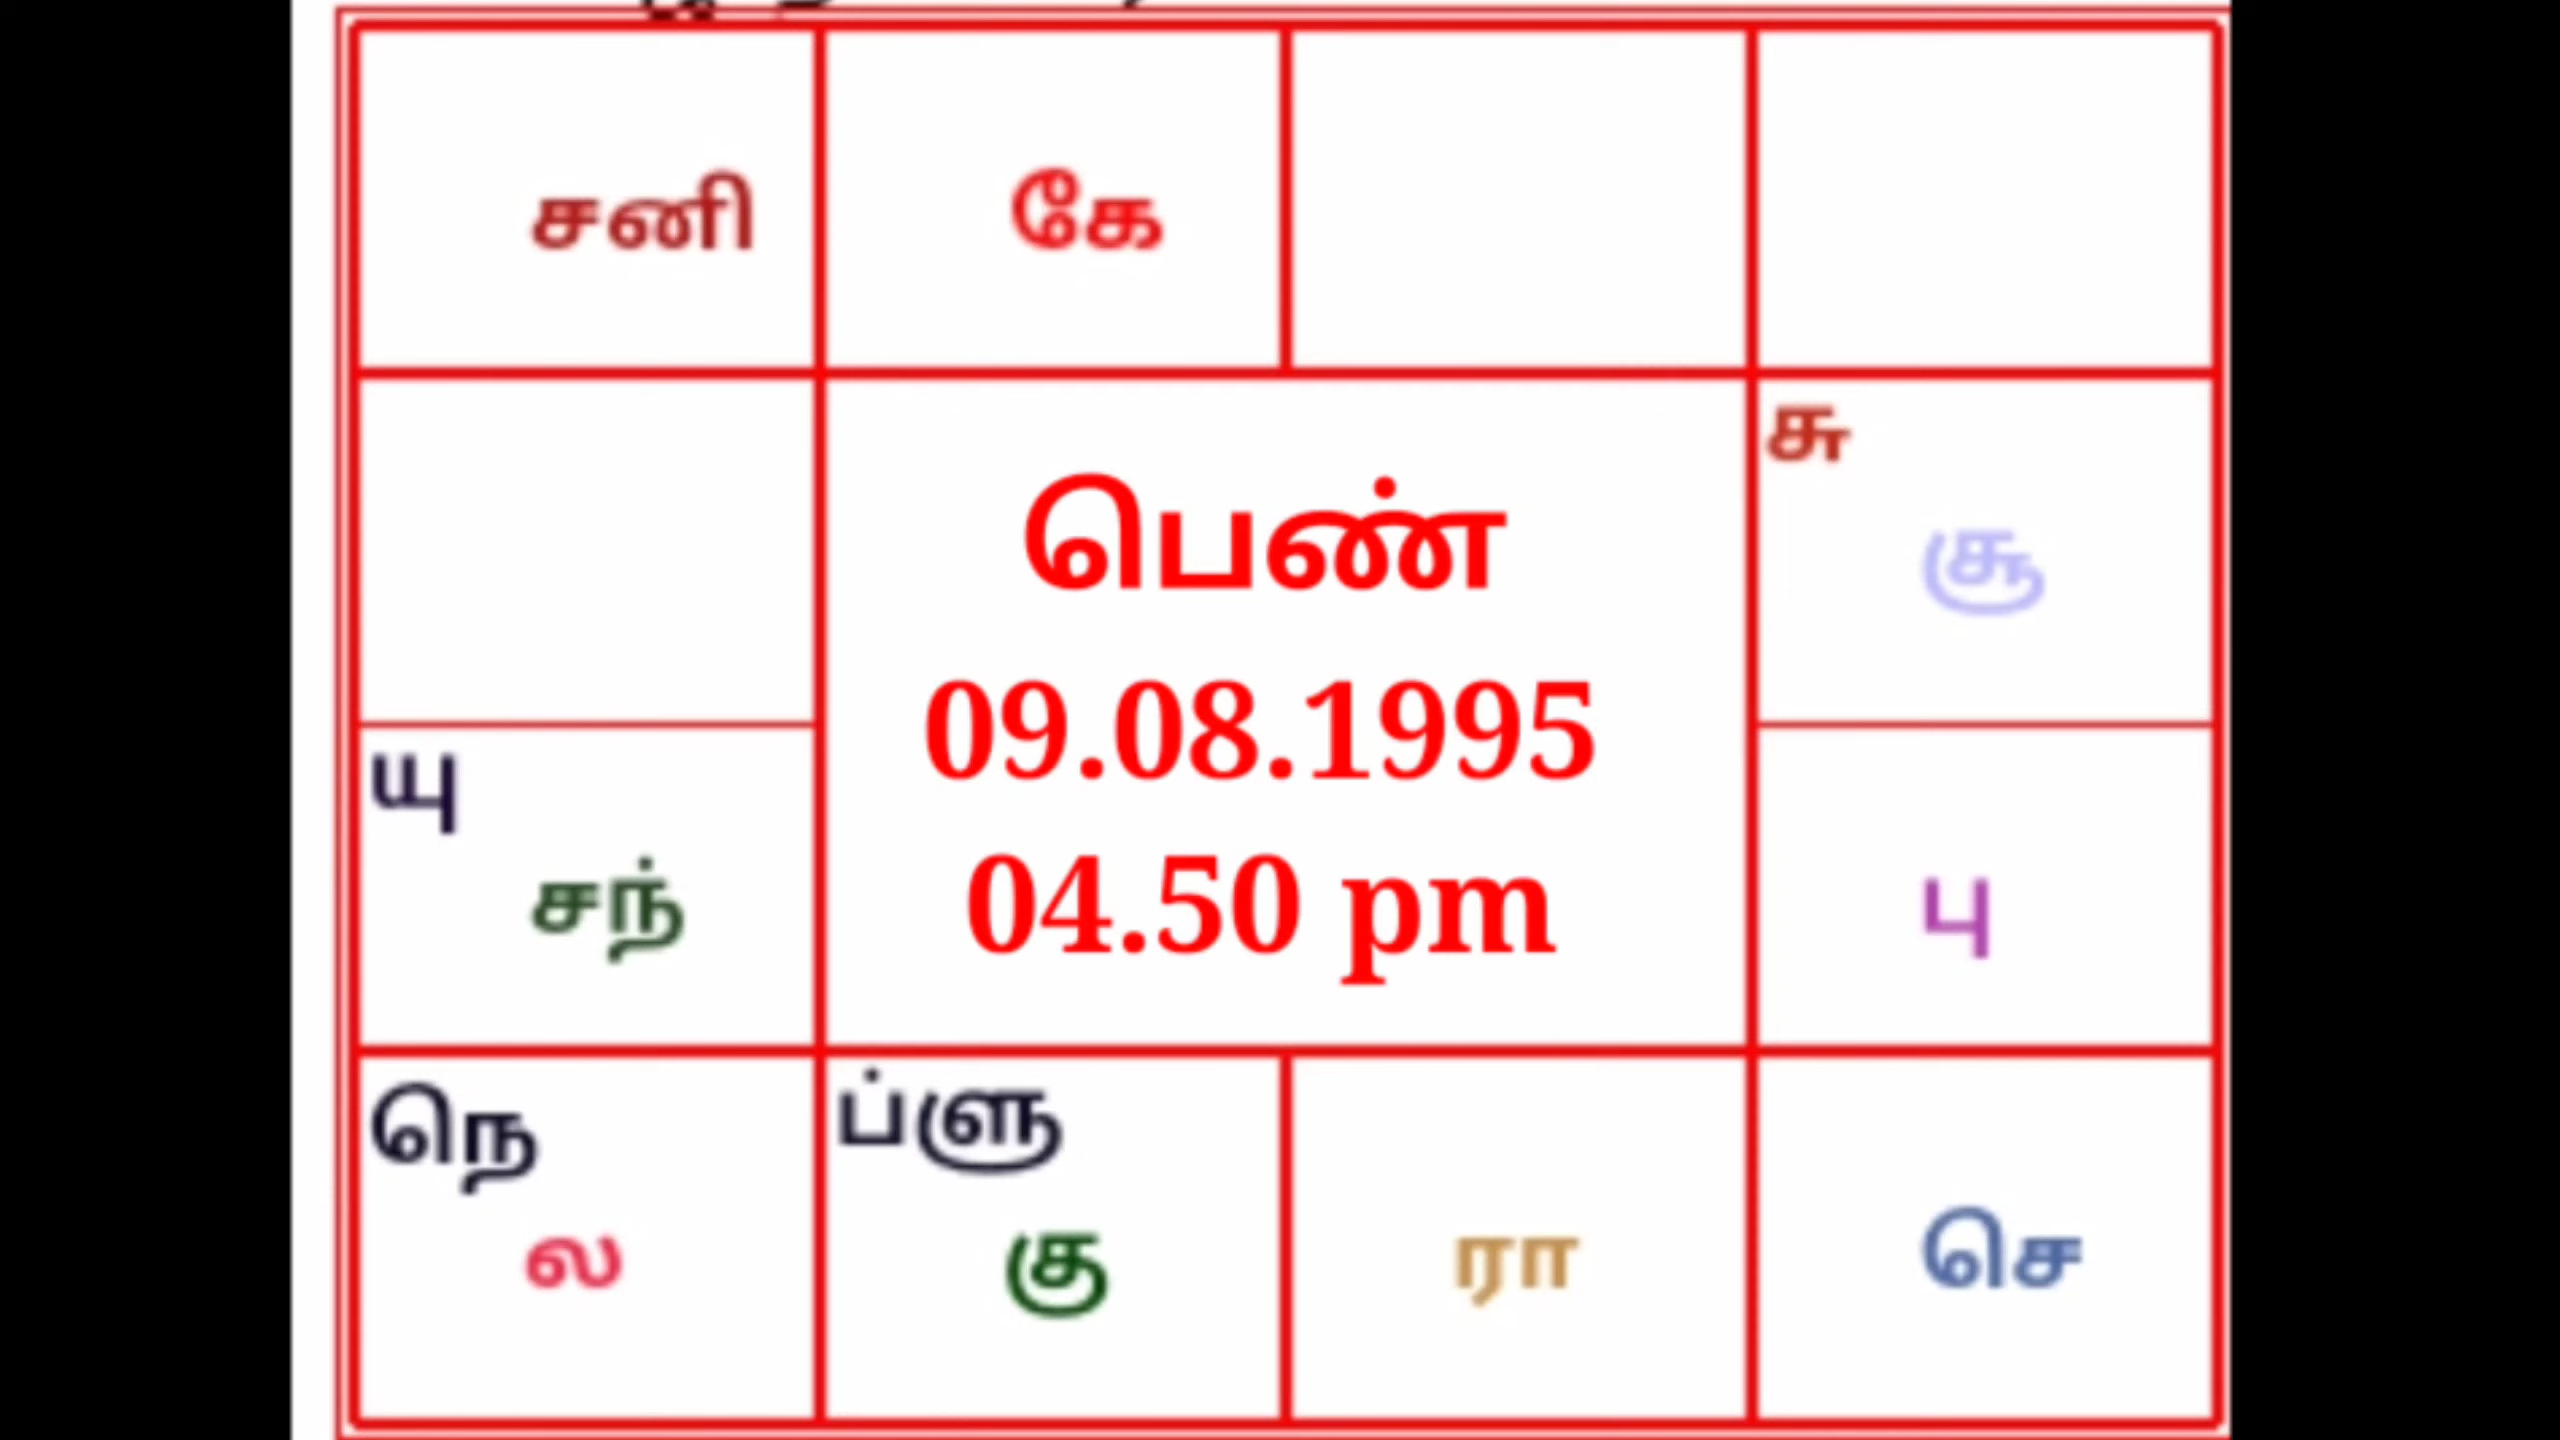 சனி
கே
சு
சூ
பெண்
09.08.1995
04.50 pm
யு
சந்
பு
நெ
ல
ப்ளு
கு
ரா
செ